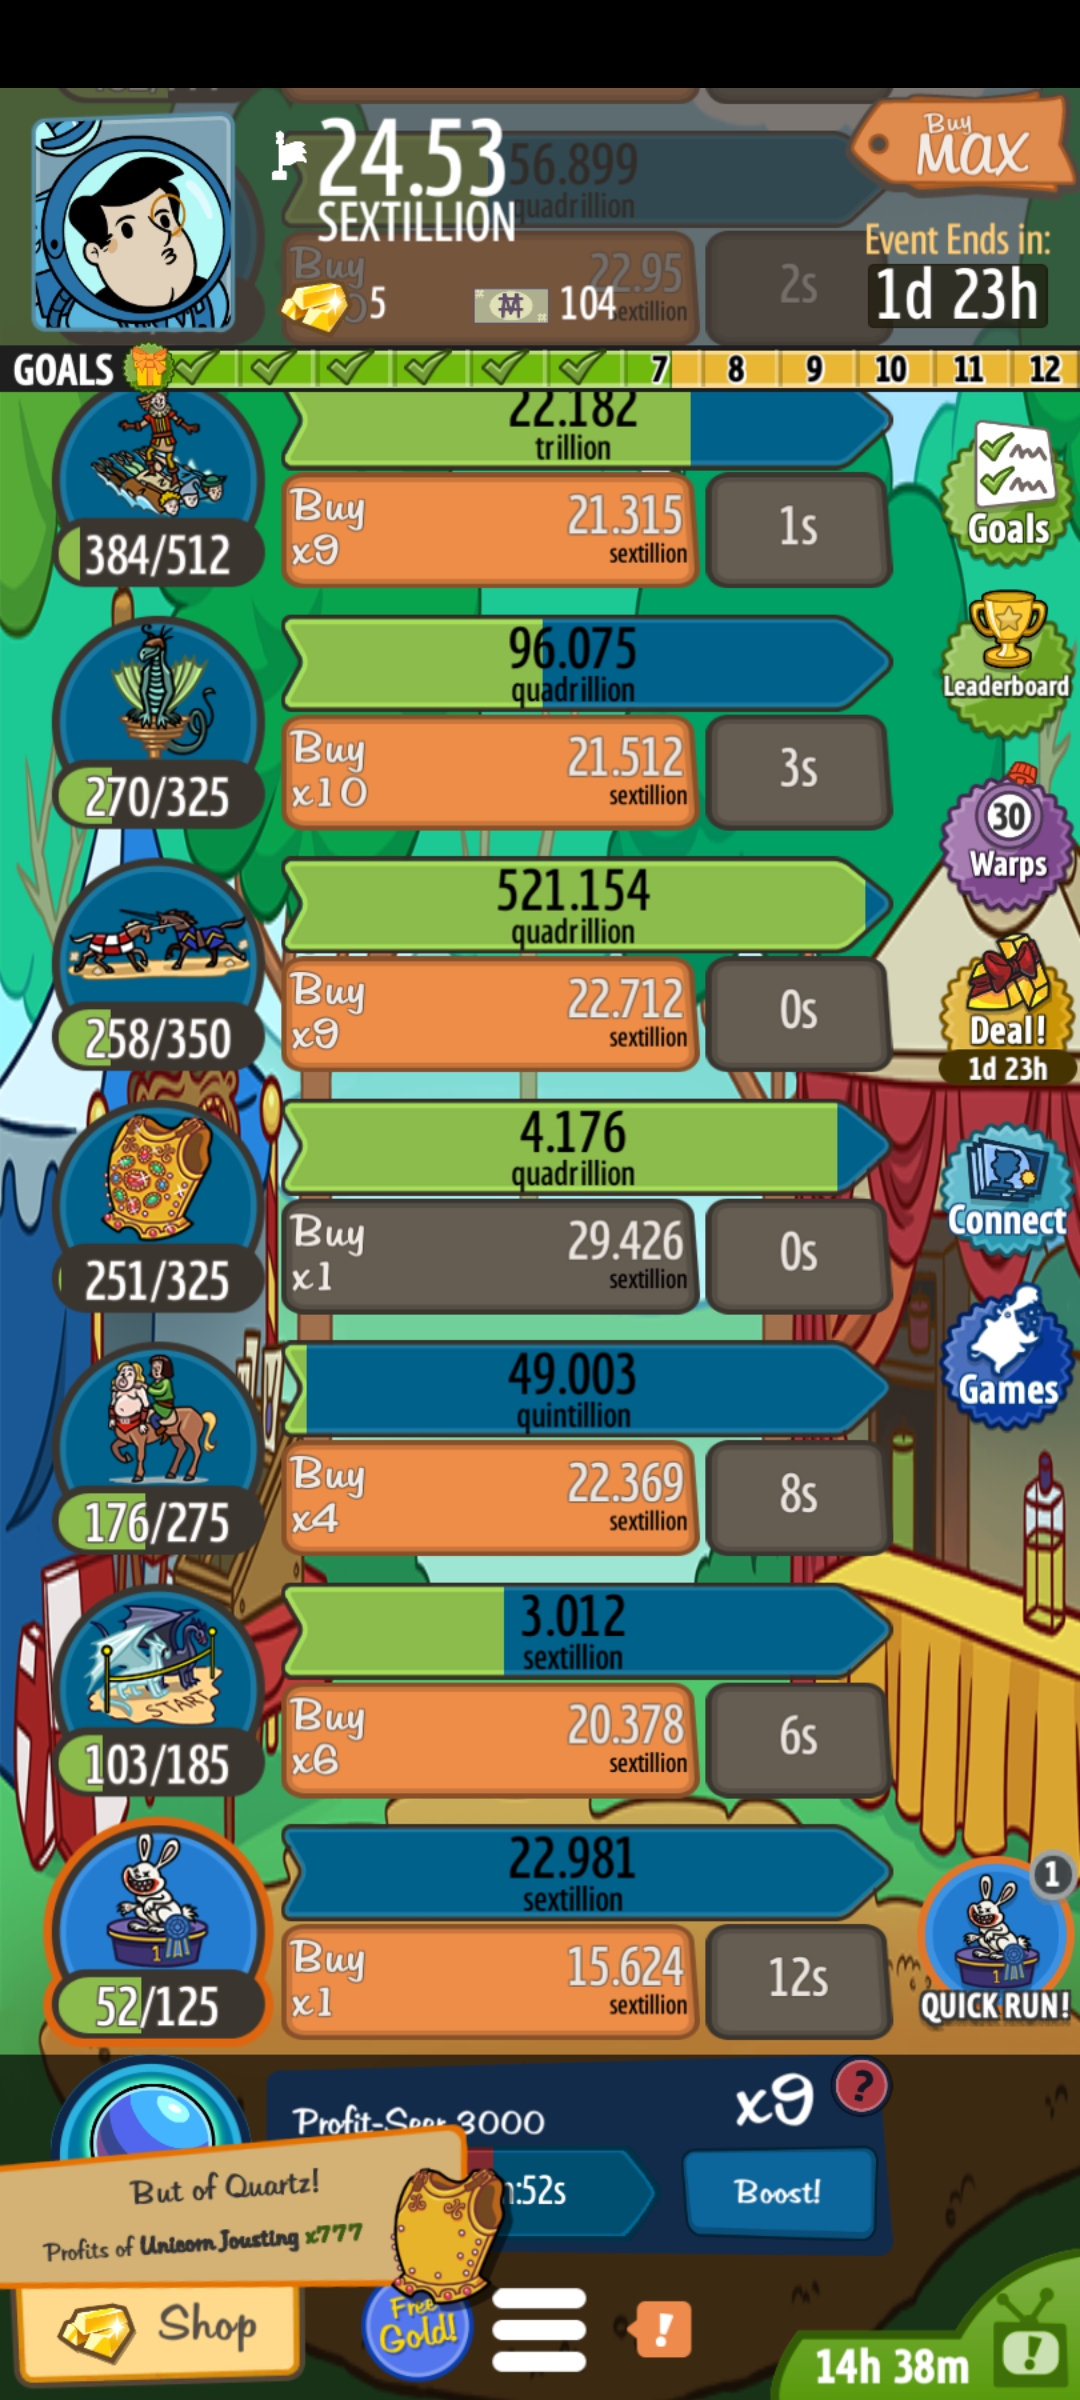 24.53
SEXTILLION
56.899
quadrillion
Buy
MAX
Event Ends in:
1d 23h
Buy
22.95
sextillion
2s
5
104
GOALS
7
8
9
10
11
12
22.182
trillion
Buy
x9
21.315
sextillion
1s
384/512
Goals
96.075
quadrillion
Buy
x10
21.512
sextillion
3s
270/325
Leaderboard
30
Warps
521.154
quadrillion
Buy
x9
22.712
sextillion
0s
258/350
Deal!
1d 23h
4.176
quadrillion
Buy
x1
29.426
sextillion
0s
251/325
Connect
49.003
quintillion
Buy
x4
22.369
sextillion
8s
176/275
Games
3.012
sextillion
Buy
x6
20.378
sextillion
6s
START
103/185
22.981
sextillion
Buy
x1
15.624
sextillion
12s
1
52/125
1
1
QUICK RUN!
Profit-Seer 3000
x9
?
:52s
Boost!
But of Quartz!
Profits of Unicorn Jousting x777
Shop
Free
Gold!
!
14h 38m
!